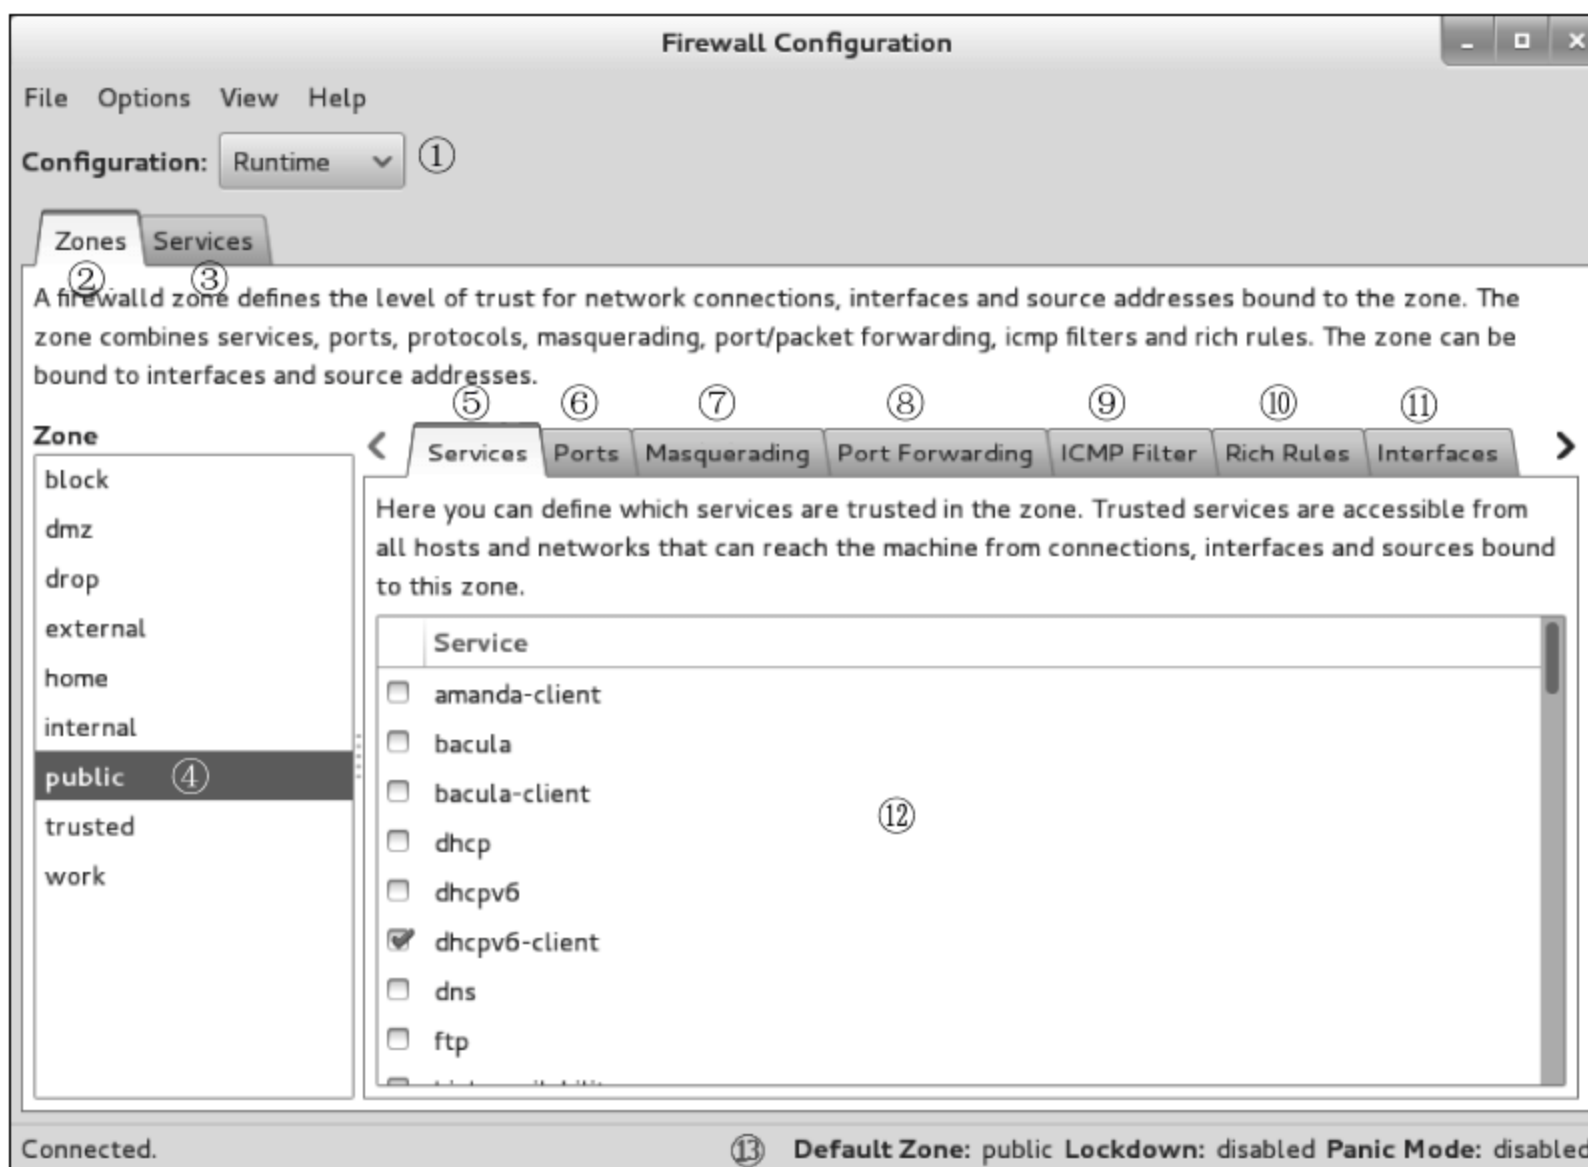 Firewall Configuration
File Options View Help
Configuration: Runtime ①
Zones Services
② ③
A firewalld zone defines the level of trust for network connections, interfaces and source addresses bound to the zone. The
zone combines services, ports, protocols, masquerading, port/packet forwarding, icmp filters and rich rules. The zone can be
bound to interfaces and source addresses.
⑤ ⑥ ⑦ ⑧ ⑨ ⑩ ⑪
Zone
Services Ports Masquerading Port Forwarding ICMP Filter Rich Rules Interfaces
block
dmz
drop
external
home
internal
public ④
trusted
work
Here you can define which services are trusted in the zone. Trusted services are accessible from
all hosts and networks that can reach the machine from connections, interfaces and sources bound
to this zone.
Service
amanda-client
bacula
bacula-client
⑫
dhcp
dhcpv6
dhcpv6-client
dns
ftp
Connected.
⑬ Default Zone: public Lockdown: disabled Panic Mode: disabled